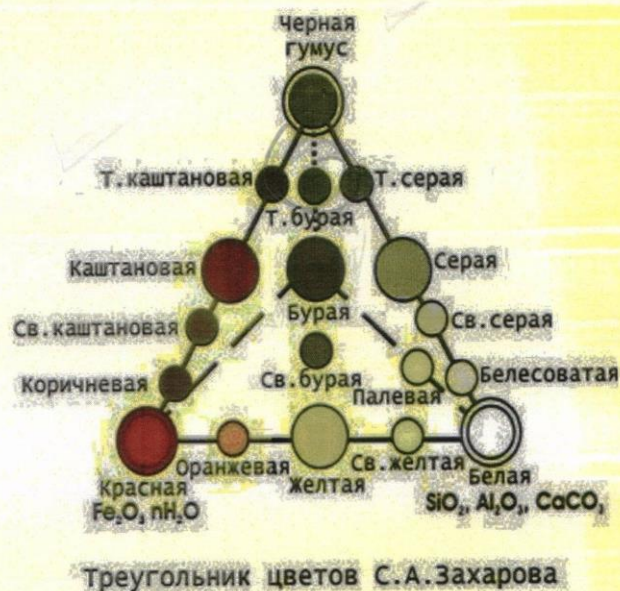 Черная
гумус
Т.каштановая
Т.серая
Т.бурая
Каштановая
Серая
Бурая
Св.каштановая
Св.серая
Св.бурая
Коричневая
Палевая
Белесоватая
Красная
Fe₂O₃ nH₂O
Оранжевая
Желтая
Св.желтая
Белая
SiO₂, Al₂O₃, CaCO₃
Треугольник цветов С.А.Захарова